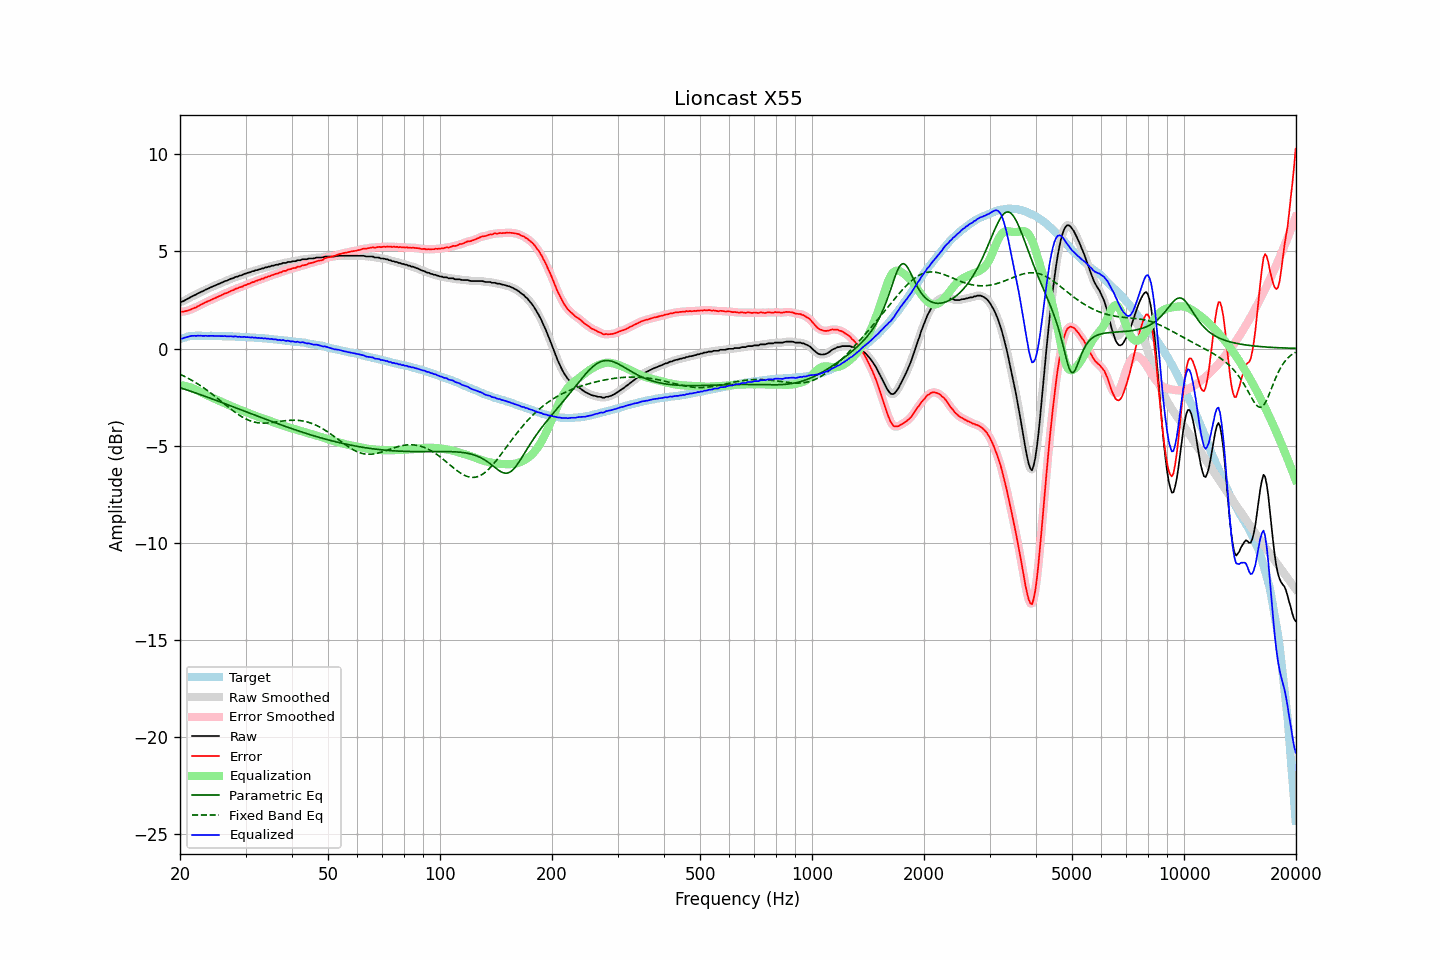 Lioncast X55
10
5
0
−5
−10
−15
−20
−25
Amplitude (dBr)
Target
Raw Smoothed
Error Smoothed
Raw
Error
Equalization
Parametric Eq
Fixed Band Eq
Equalized
20 50 100 200 500 1000 2000 5000 10000 20000
Frequency (Hz)